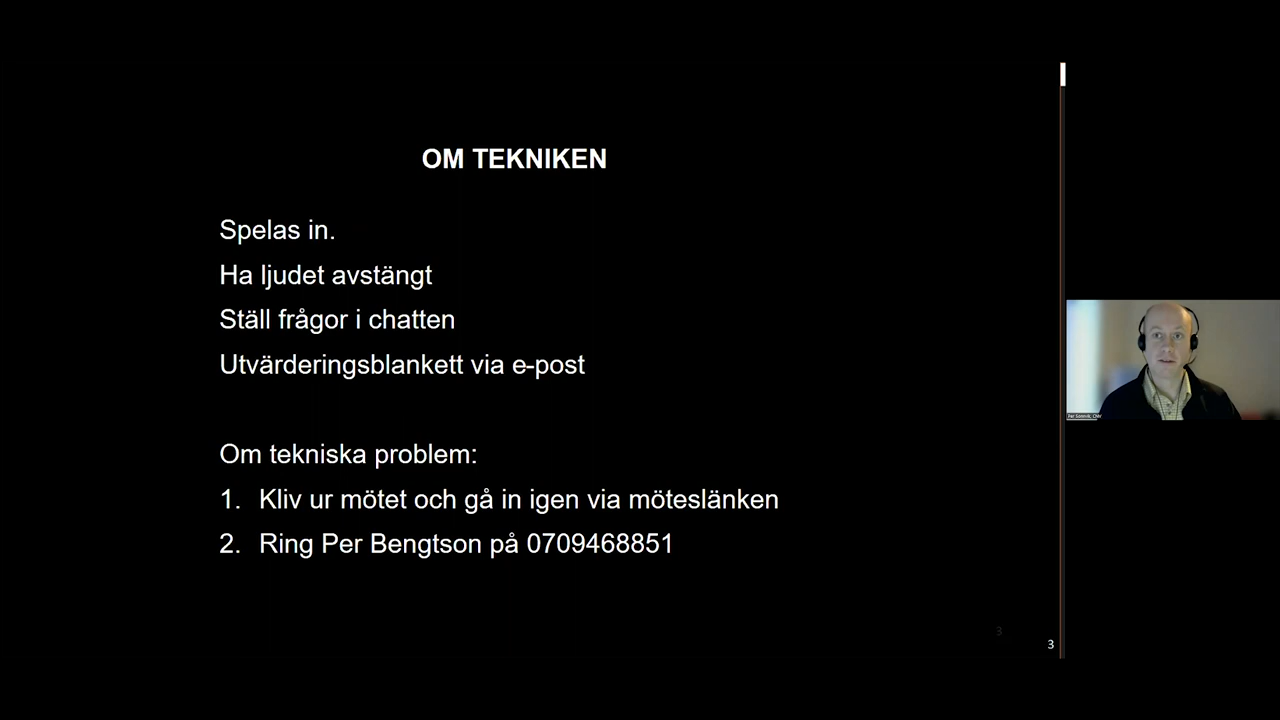 OM TEKNIKEN
Spelas in.
Ha ljudet avstängt
Ställ frågor i chatten
Utvärderingsblankett via e-post
Om tekniska problem:
1. Kliv ur mötet och gå in igen via möteslänken
2. Ring Per Bengtson på 0709468851
3
3